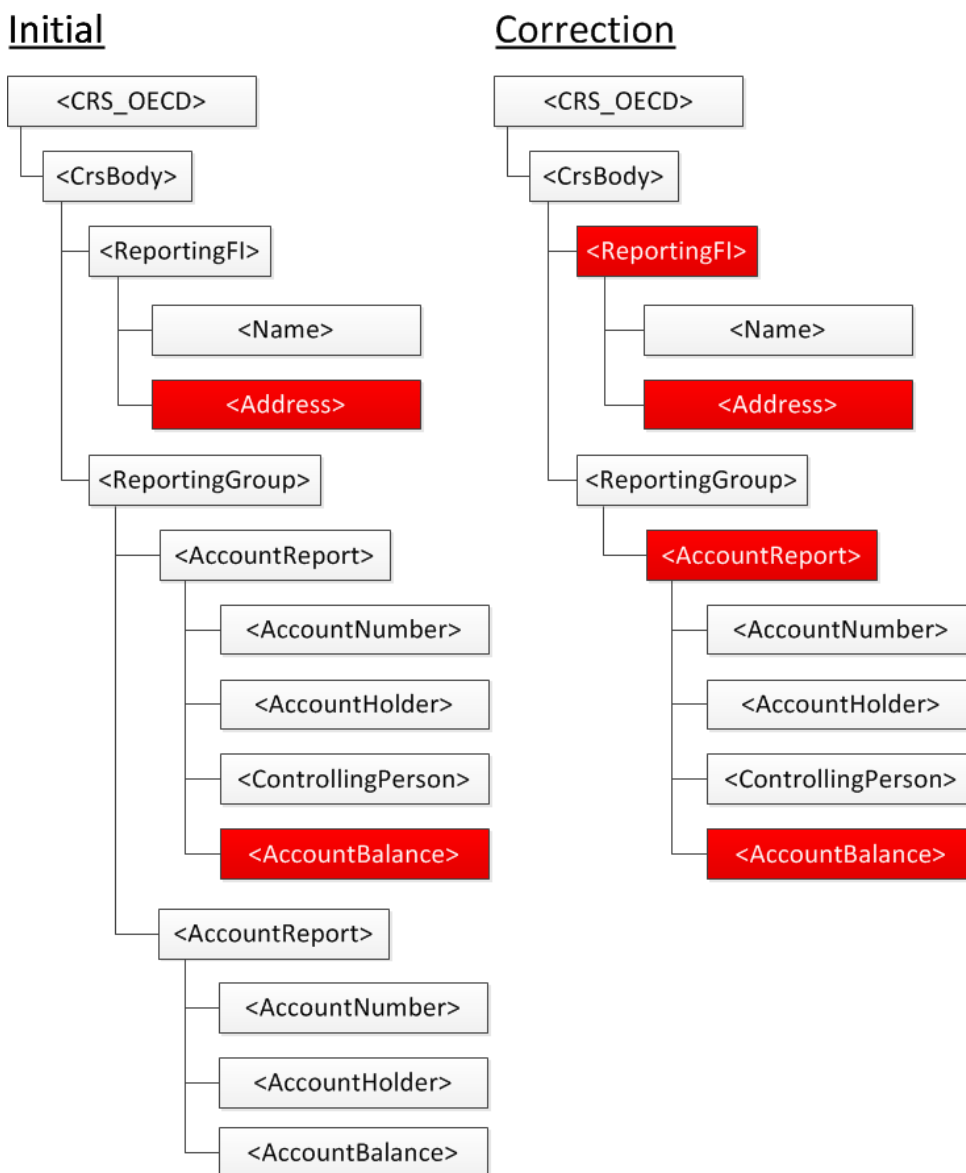 Initial
<CRS_OECD>
<CrsBody>
<ReportingFI>
<Name>
<Address>
<ReportingGroup>
<AccountReport>
<AccountNumber>
<AccountHolder>
<ControllingPerson>
<AccountBalance>
<AccountReport>
<AccountNumber>
<AccountHolder>
<AccountBalance>
Correction
<CRS_OECD>
<CrsBody>
<ReportingFI>
<Name>
<Address>
<ReportingGroup>
<AccountReport>
<AccountNumber>
<AccountHolder>
<ControllingPerson>
<AccountBalance>